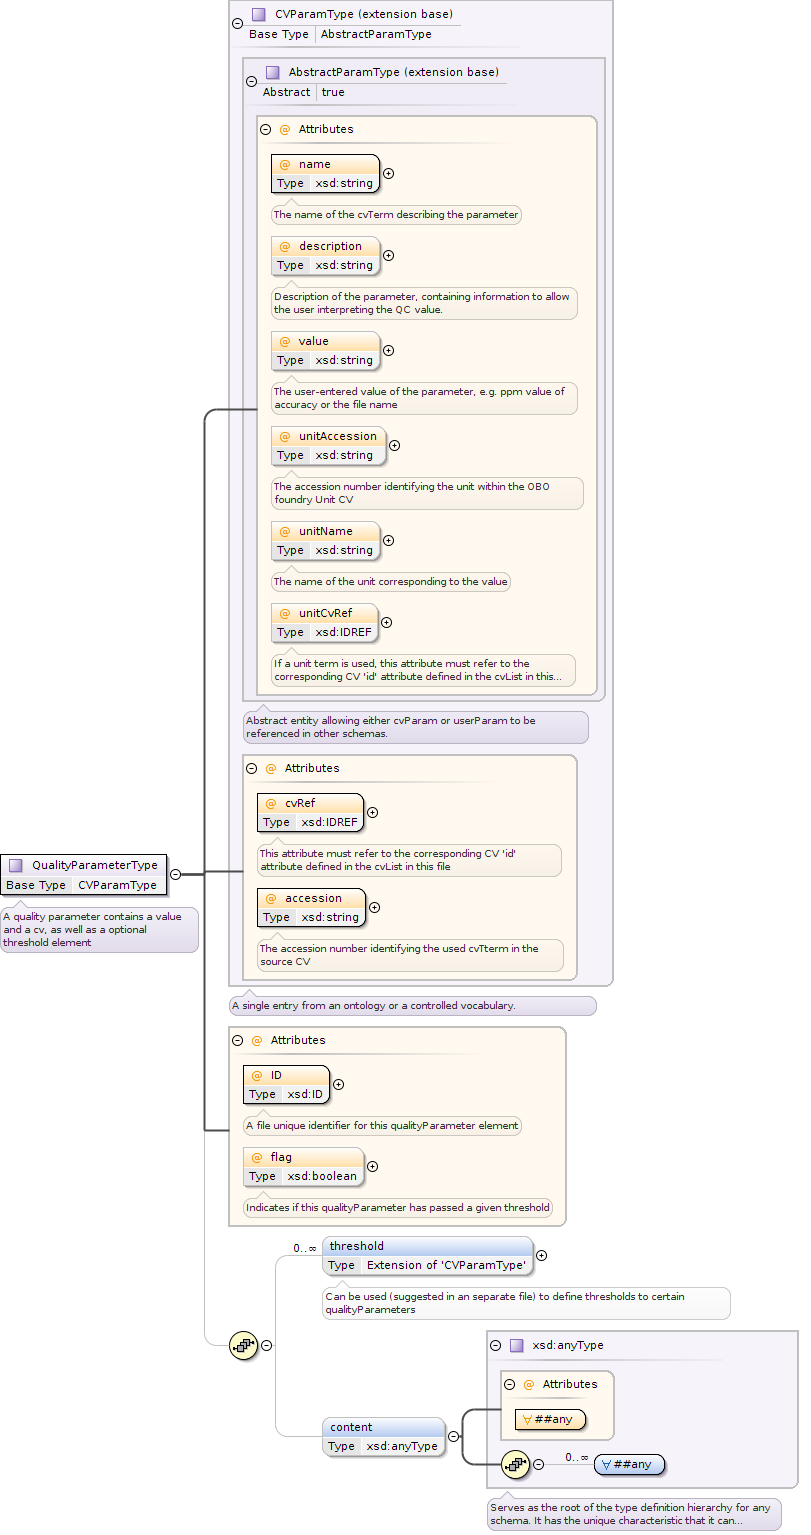 CVParamType (extension base)
Base Type AbstractParamType
AbstractParamType (extension base)
Abstract true
@ Attributes
@ name
Type xsd:string
The name of the cvTerm describing the parameter
@ description
Type xsd:string
Description of the parameter, containing information to allow
the user interpreting the QC value.
@ value
Type xsd:string
The user-entered value of the parameter, e.g. ppm value of
accuracy or the file name
@ unitAccession
Type xsd:string
The accession number identifying the unit within the OBO
foundry Unit CV
@ unitName
Type xsd:string
The name of the unit corresponding to the value
@ unitCvRef
Type xsd:IDREF
If a unit term is used, this attribute must refer to the
corresponding CV 'id' attribute defined in the cvList in this...
Abstract entity allowing either cvParam or userParam to be
referenced in other schemas.
@ Attributes
@ cvRef
Type xsd:IDREF
This attribute must refer to the corresponding CV 'id'
attribute defined in the cvList in this file
@ accession
Type xsd:string
The accession number identifying the used cvTterm in the
source CV
A single entry from an ontology or a controlled vocabulary.
QualityParameterType
Base Type CVParamType
A quality parameter contains a value
and a cv, as well as a optional
threshold element
@ Attributes
@ ID
Type xsd:ID
A file unique identifier for this qualityParameter element
@ flag
Type xsd:boolean
Indicates if this qualityParameter has passed a given threshold
0..∞
threshold
Type Extension of 'CVParamType'
Can be used (suggested in an separate file) to define thresholds to certain
qualityParameters
content
Type xsd:anyType
xsd:anyType
@ Attributes
∀ ##any
0..∞
∀ ##any
Serves as the root of the type definition hierarchy for any
schema. It has the unique characteristic that it can...